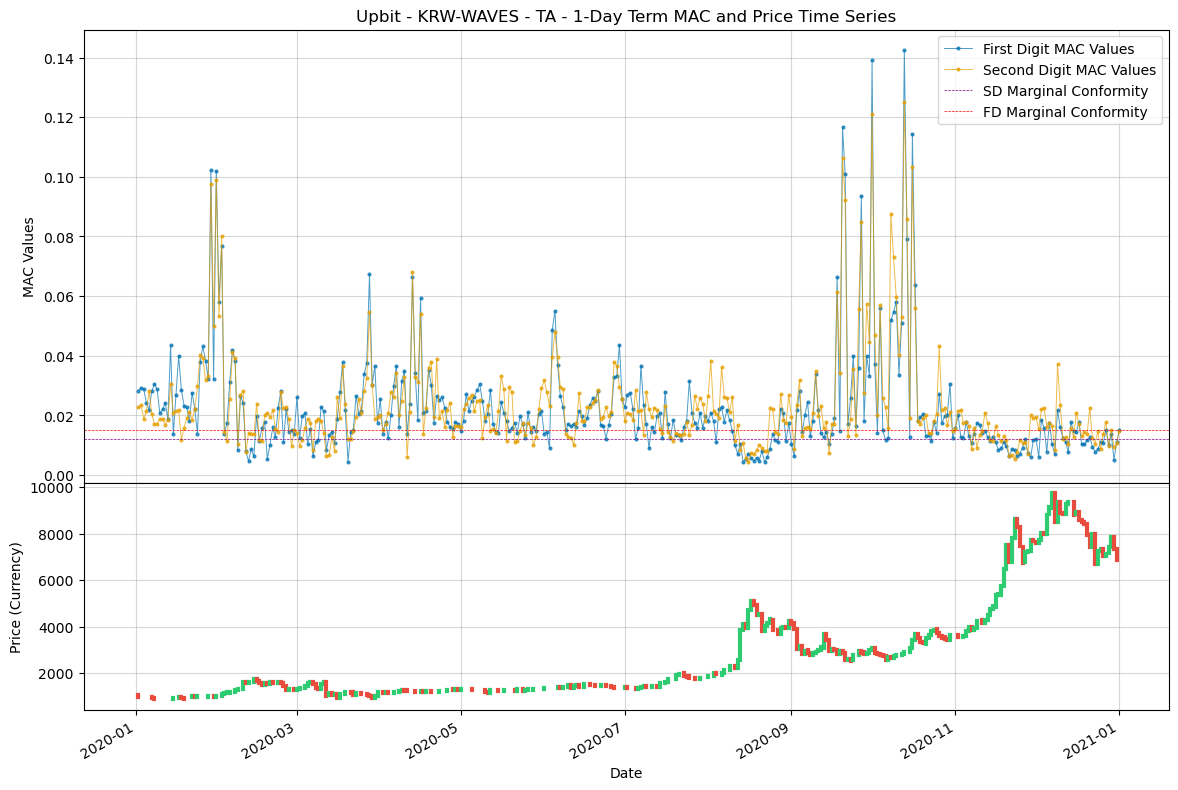 Upbit - KRW-WAVES - TA - 1-Day Term MAC and Price Time Series
First Digit MAC Values
Second Digit MAC Values
SD Marginal Conformity
FD Marginal Conformity
MAC Values
0.14
0.12
0.10
0.08
0.06
0.04
0.02
0.00
Price (Currency)
10000
8000
6000
4000
2000
2020-01
2020-03
2020-05
2020-07
2020-09
2020-11
2021-01
Date